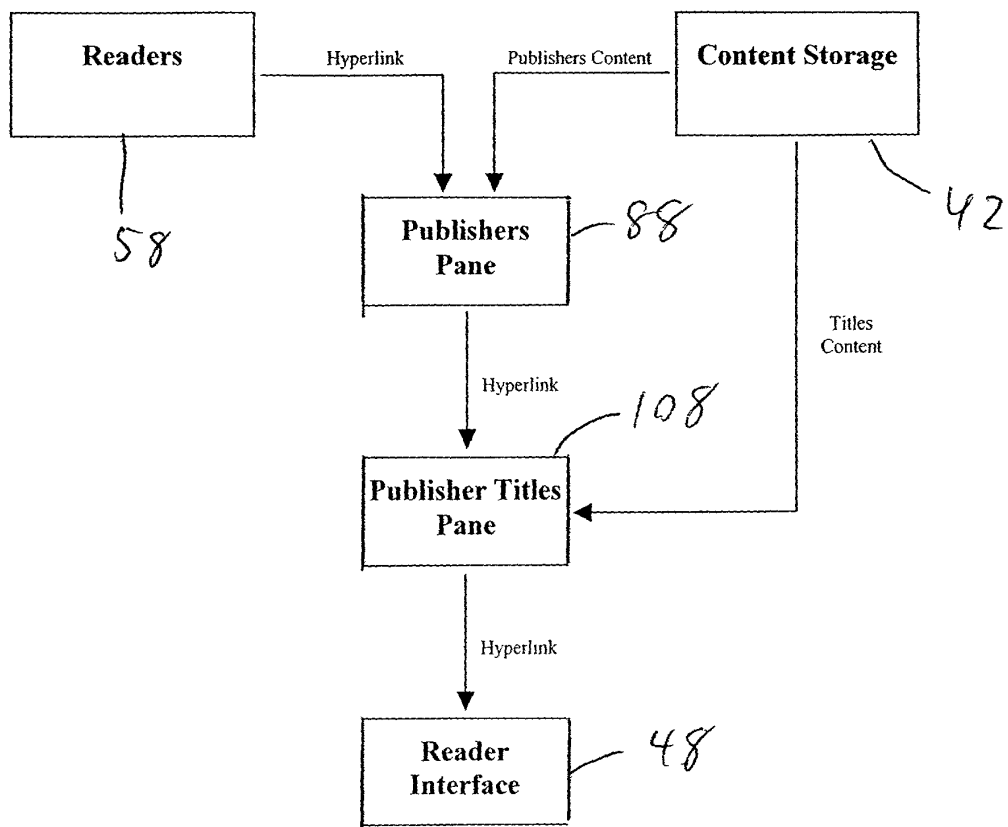 Readers
Hyperlink
Publishers Content
Content Storage
58
42
Publishers
Pane
88
Titles
Content
Hyperlink
108
Publisher Titles
Pane
Hyperlink
Reader
Interface
48